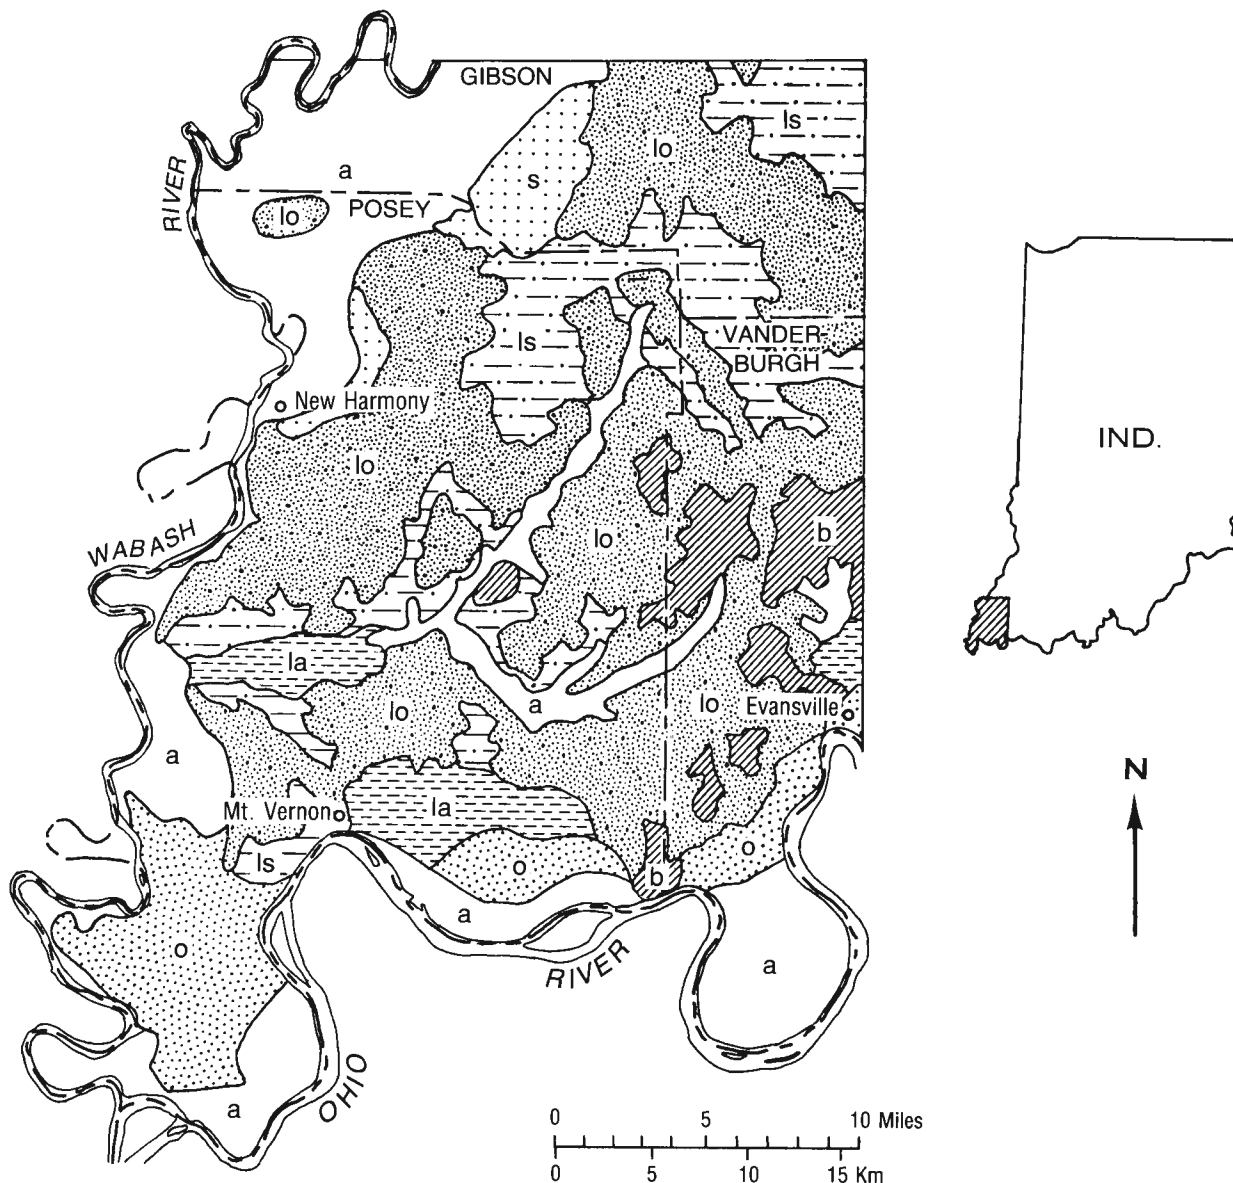 GIBSON
ls
lo
RIVER
a
s
lo
POSEY
ls
VANDER-
BURGH
New Harmony
IND.
lo
WABASH
lo
b
la
a
lo
lo
Evansville
a
N
Mt. Vernon
la
ls
o
o
b
a
o
RIVER
a
a
OHIO
0 5 10 Miles
0 5 10 15 Km